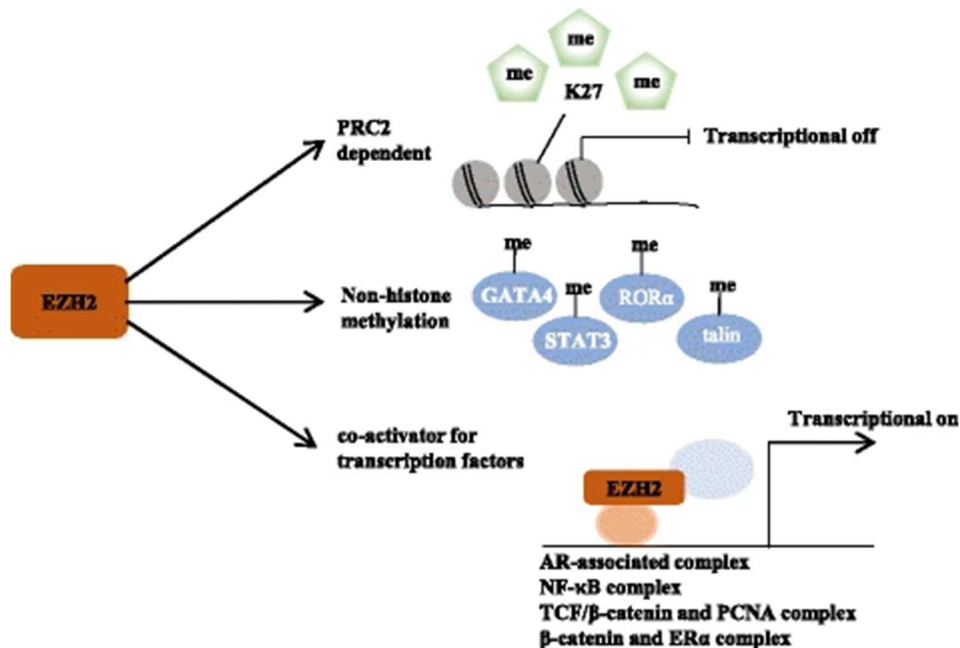 me
me
me
K27
PRC2
dependent
Transcriptional off
EZH2
Non-histone
methylation
me
GATA4
me
STAT3
me
RORα
me
talin
co-activator for
transcription factors
Transcriptional on
EZH2
AR-associated complex
NF-κB complex
TCF/β-catenin and PCNA complex
β-catenin and ERα complex